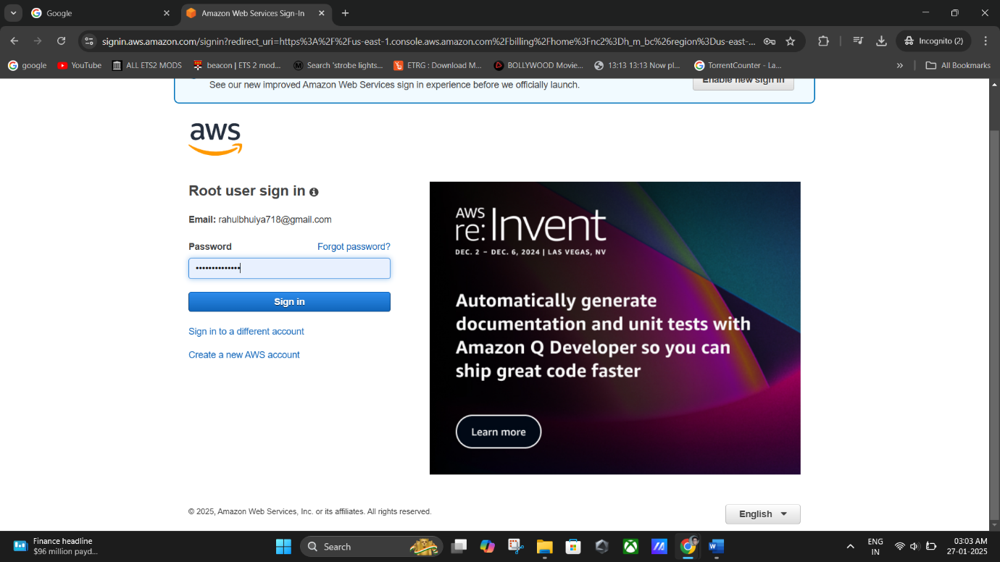 Google
Amazon Web Services Sign-In
signin.aws.amazon.com/signin?redirect_uri=https%3A%2F%2Fus-east-1.console.aws.amazon.com%2Fbilling%2Fhome%3Fnc2%3Dh_m_bc%26region%3Dus-east-...
Incognito (2)
google
YouTube
ALL ETS2 MODS
beacon | ETS 2 mod...
Search 'strobe lights...
ETRG : Download M...
BOLLYWOOD Movie...
13:13 13:13 Now pl...
TorrentCounter - La...
All Bookmarks
See our new improved Amazon Web Services sign in experience before we officially launch.
Enable new sign in
aws
Root user sign in
Email: rahulbhuiya718@gmail.com
Password
Forgot password?
Sign in
Sign in to a different account
Create a new AWS account
AWS
re:Invent
DEC. 2 – DEC. 6, 2024 | LAS VEGAS, NV
Automatically generate
documentation and unit tests with
Amazon Q Developer so you can
ship great code faster
Learn more
© 2025, Amazon Web Services, Inc. or its affiliates. All rights reserved.
English
Finance headline
$96 million payd...
Search
ENG
IN
03:03 AM
27-01-2025